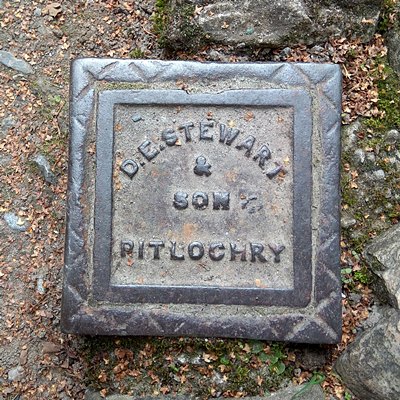 D.E.STEWART
&
SON
PITLOCHRY